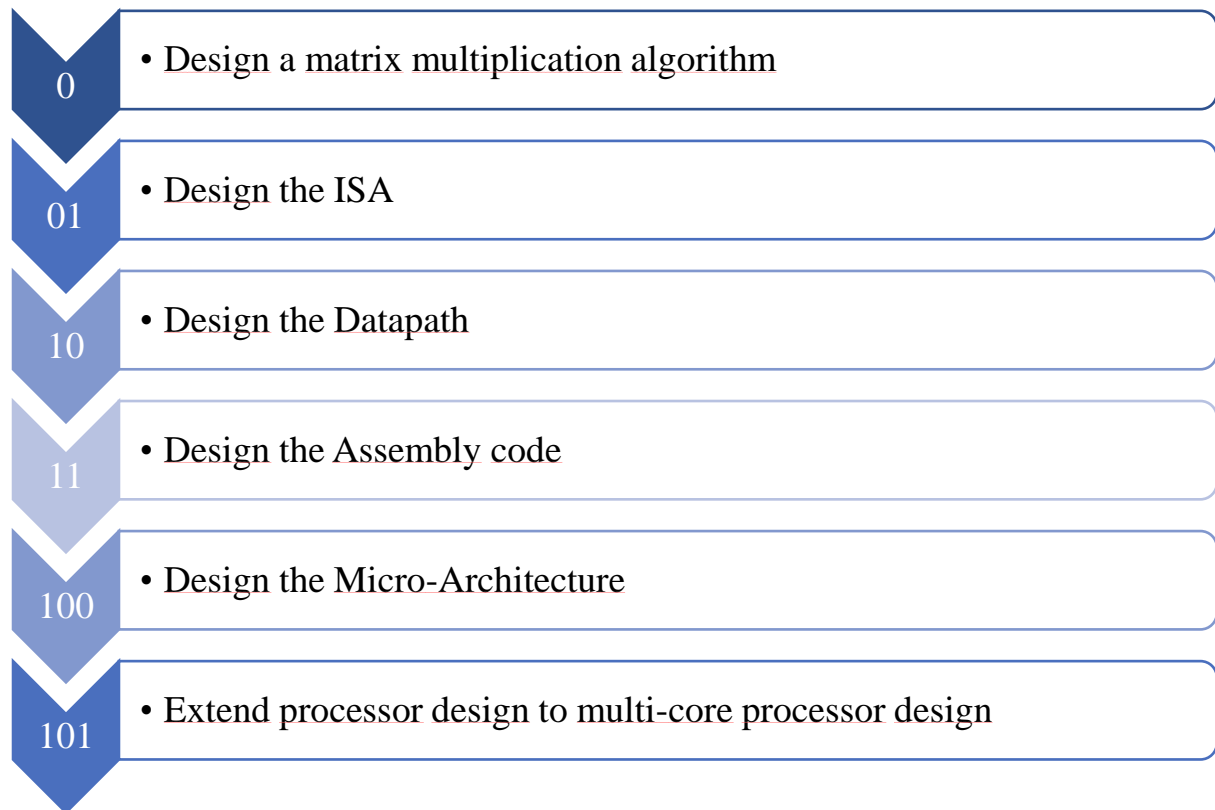 0
• Design a matrix multiplication algorithm
01
• Design the ISA
10
• Design the Datapath
11
• Design the Assembly code
100
• Design the Micro-Architecture
101
• Extend processor design to multi-core processor design